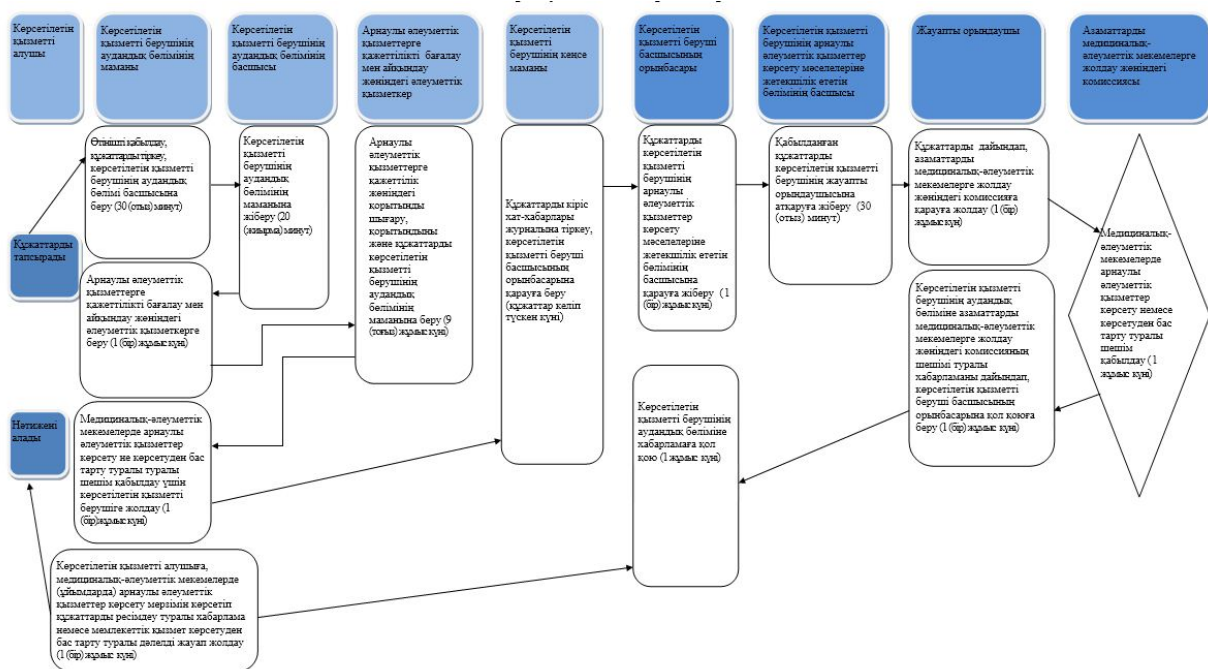 Көрсетілетін
қызметті алушы
Көрсетілетін
қызметті берушінің
аудандық бөлімінің
маманы
Көрсетілетін
қызметті берушінің
аудандық бөлімінің
басшысы
Арнаулы әлеуметтік
қызметтерге
қажеттілікті бағалау
мен айқындау
жөніндегі әлеуметтік
қызметкер
Көрсетілетін
қызметті
берушінің кеңсе
маманы
Көрсетілетін
қызметті беруші
басшысының
орынбасары
Көрсетілетін қызметті
берушінің арнаулы
әлеуметтік қызметтер
көрсету мәселелеріне
жетекшілік ететін
бөлімінің басшысы
Жауапты орындаушы
Азаматтарды
медициналық-
әлеуметтік мекемелерге
жолдау жөніндегі
комиссиясы
Құжаттарды
тапсырады
Өтінішті қабылдау,
құжаттарды тіркеу,
көрсетілетін қызметті
берушінің аудандық
бөлімі басшысына
беру (30 (отыз) минут)
Көрсетілетін
қызметті
берушінің
аудандық
бөлімінің
маманына
жіберу (20
(жиырма) минут)
Арнаулы әлеуметтік
қызметтерге
қажеттілікті бағалау мен
айқындау жөніндегі
әлеуметтік қызметкерге
беру (1 (бір) жұмыс күні)
Арнаулы
әлеуметтік
қызметтерге
қажеттілік
жөніндегі
қорытынды
шығару,
қорытындыны
және құжаттарды
көрсетілетін
қызметті
берушінің
аудандық
бөлімінің
маманына беру (9
(тоғыз) жұмыс күні)
Медициналық-әлеуметтік
мекемелерде арнаулы
әлеуметтік қызметтер
көрсету не көрсетуден бас
тарту туралы туралы
шешім қабылдау үшін
көрсетілетін қызметті
берушіге жолдау (1
(бір) жұмыс күні)
Құжаттарды кіріс
хат-хабарлары
журналына тіркеу,
көрсетілетін
қызметті беруші
басшысының
орынбасарына
қарауға беру
(құжаттар келіп
түскен күні)
Құжаттарды
көрсетілетін
қызметті
берушінің
арнаулы
әлеуметтік
қызметтер
көрсету
мәселелеріне
жетекшілік ететін
бөлімінің
басшысына
қарауға жіберу (1
(бір) жұмыс күні)
Қабылданған
құжаттарды
көрсетілетін қызметті
берушінің жауапты
орындаушысына
атқаруға жіберу (30
(отыз) минут)
Құжаттарды дайындап,
азаматтарды
медициналық-әлеуметтік
мекемелерге жолдау
жөніндегі комиссияға
қарауға жолдау (1 (бір)
жұмыс күн)
Медициналық-
әлеуметтік
мекемелерде
арнаулы
әлеуметтік
қызметтер
көрсету немесе
көрсетуден бас
тарту туралы
шешім
қабылдау (1
жұмыс күні)
Көрсетілетін қызметті
берушінің аудандық
бөліміне азаматтарды
медициналық-әлеуметтік
мекемелерге жолдау
жөніндегі комиссияның
шешімі туралы
хабарламаны дайындап,
көрсетілетін қызметті
беруші басшысының
орынбасарына қол қоюға
беру (1 (бір) жұмыс күні)
Көрсетілетін
қызметті берушінің
аудандық бөліміне
хабарламаға қол
қою (1 жұмыс күні)
Нәтижені
алады
Көрсетілетін қызметті алушыға,
медициналық-әлеуметтік мекемелерде
(ұйымдарда) арнаулы әлеуметтік
қызметтер көрсету мерзімін көрсетіп
құжаттарды ресімдеу туралы хабарлама
немесе мемлекеттік қызмет көрсетуден
бас тарту туралы дәлелді жауап жолдау
(1 (бір) жұмыс күні)